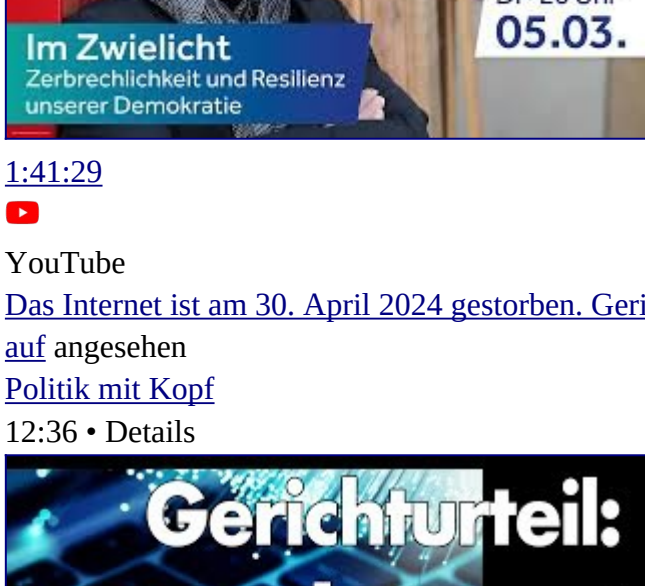 05.03.
Im Zwielicht
Zerbrechlichkeit und Resilienz
unserer Demokratie
1:41:29
YouTube
Das Internet ist am 30. April 2024 gestorben. Geri
auf angesehen
Politik mit Kopf
12:36 • Details
Gerichturteil: